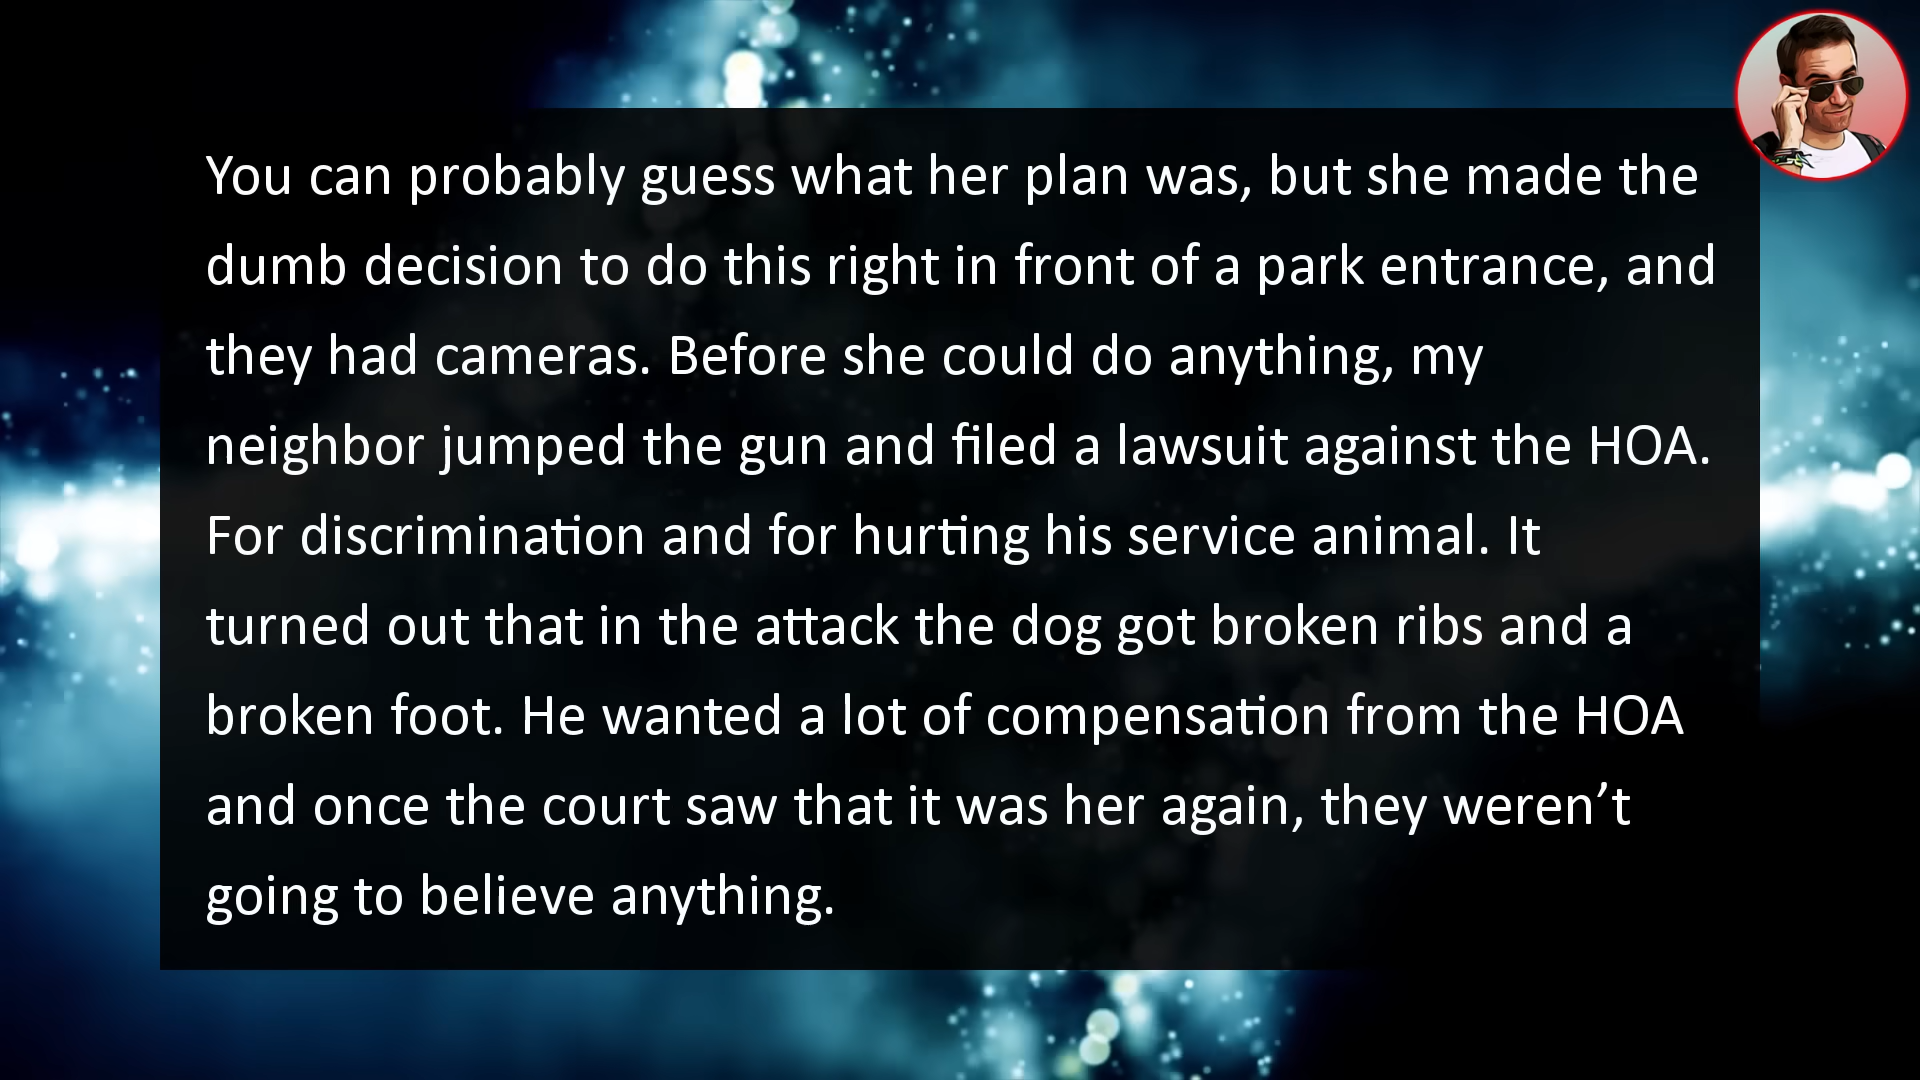 You can probably guess what her plan was, but she made the
dumb decision to do this right in front of a park entrance, and
they had cameras. Before she could do anything, my
neighbor jumped the gun and filed a lawsuit against the HOA.
For discrimination and for hurting his service animal. It
turned out that in the attack the dog got broken ribs and a
broken foot. He wanted a lot of compensation from the HOA
and once the court saw that it was her again, they weren’t
going to believe anything.